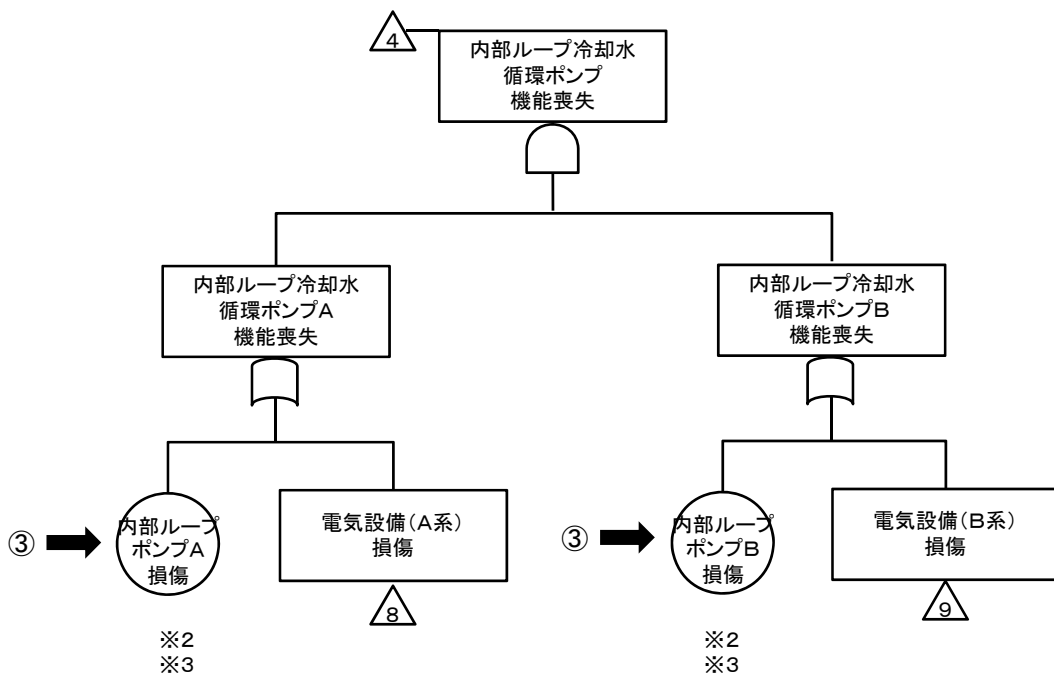 4
内部ループ冷却水
循環ポンプ
機能喪失
内部ループ冷却水
循環ポンプA
機能喪失
内部ループ冷却水
循環ポンプB
機能喪失
③
内部ループ
ポンプA
損傷
電気設備(A系)
損傷
8
※2
※3
③
内部ループ
ポンプB
損傷
電気設備(B系)
損傷
9
※2
※3